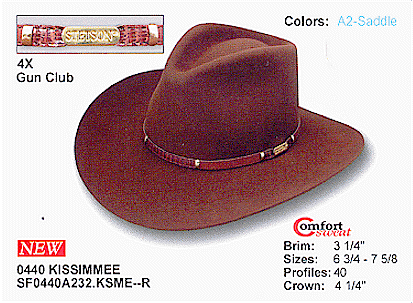 STETSON
Colors: A2-Saddle
4X
Gun Club
NEW
0440 KISSIMMEE
SF0440A232.KSME--R
Comfort
sweat
Brim: 3 1/4"
Sizes: 6 3/4 - 7 5/8
Profiles: 40
Crown: 4 1/4"